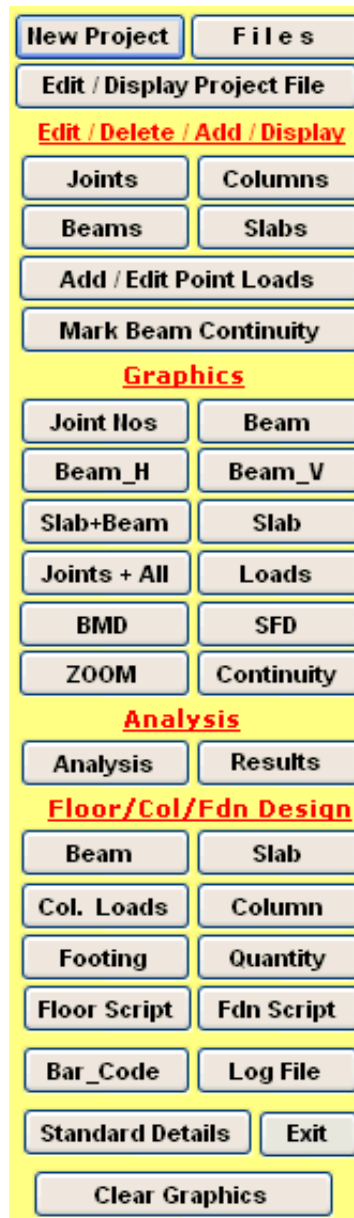 New Project Files
Edit / Display Project File
Edit / Delete / Add / Display
Joints Columns
Beams Slabs
Add / Edit Point Loads
Mark Beam Continuity
Graphics
Joint Nos Beam
Beam_H Beam_V
Slab+Beam Slab
Joints + All Loads
BMD SFD
ZOOM Continuity
Analysis
Analysis Results
Floor/Col/Fdn Design
Beam Slab
Col. Loads Column
Footing Quantity
Floor Script Fdn Script
Bar_Code Log File
Standard Details Exit
Clear Graphics